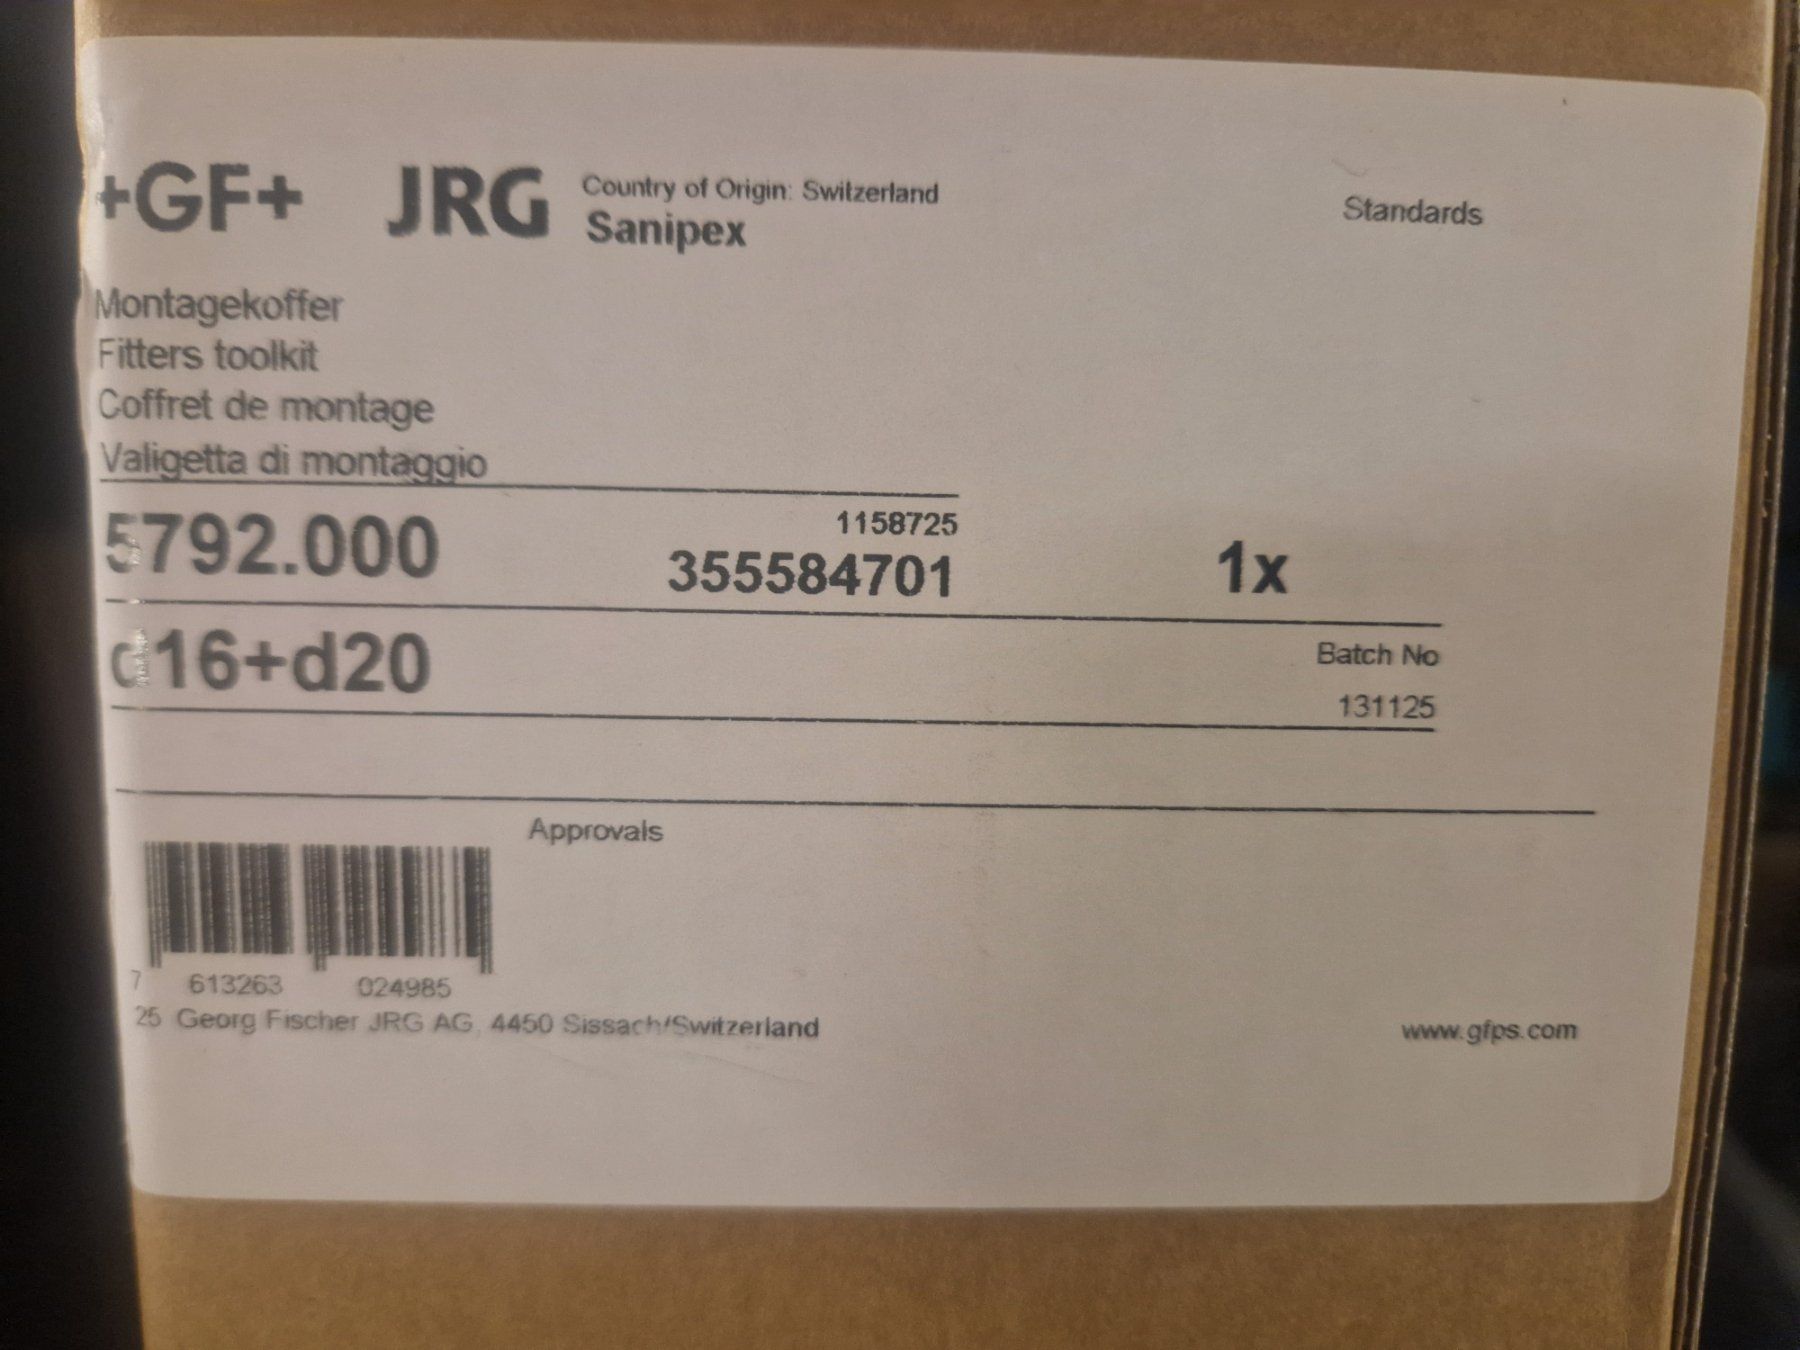 +GF+ JRG Country of Origin: Switzerland
Sanipex
Standards
Montagekoffer
Fitters toolkit
Coffret de montage
Valigetta di montaggio
1158725
5792.000 355584701 1x
d16+d20
Batch No
131125
Approvals
7 613263 024985
25 Georg Fischer JRG AG, 4450 Sissach/Switzerland
www.gfps.com